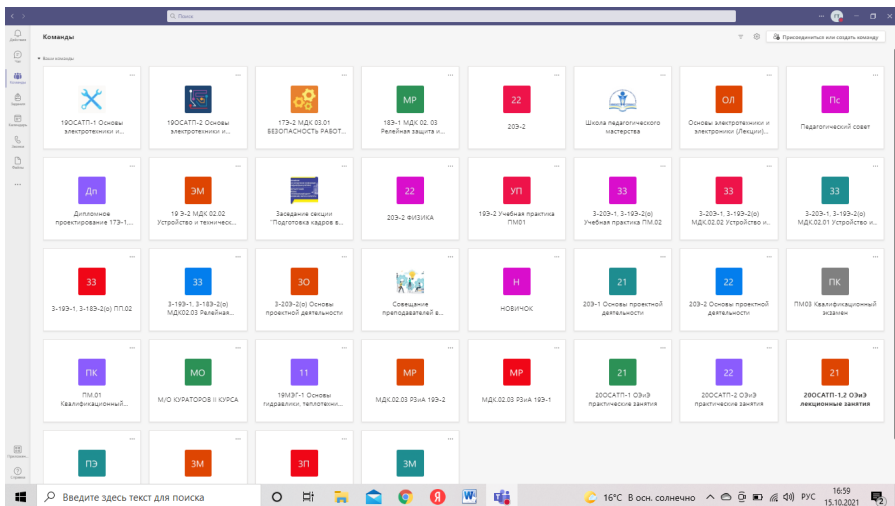 Поиск
Команды
Присоединиться или создать команду
Ваши команды
Чат
Команды
Задания
Календарь
Звонки
Файлы
19ОСАТП-1 Основы
электротехники и...
19ОСАТП-2 Основы
электротехники и...
17Э-2 МДК 03.01
БЕЗОПАСНОСТЬ РАБОТ...
МР
18Э-1 МДК 02. 03
Релейная защита и...
22
20Э-2
Школа педагогического
мастерства
ОЛ
Основы электротехники и
электроники (Лекции)...
Пс
Педагогический совет
Дп
Дипломное
проектирование 17Э-1,...
ЭМ
19 Э-2 МДК 02.02
Устройство и техническ...
Заседание секции
"Подготовка кадров в...
22
20Э-2 ФИЗИКА
УП
19Э-2 Учебная практика
ПМ01
33
3-20Э-1, 3-19Э-2(о)
Учебная практика ПМ.02
33
3-20Э-1, 3-19Э-2(о)
МДК.02.02 Устройство и...
33
3-20Э-1, 3-19Э-2(о)
МДК.02.01 Устройство и...
33
3-19Э-1, 3-18Э-2(о) ПП.02
33
3-19Э-1, 3-18Э-2(о)
МДК02.03 Релейная...
ЗО
3-20Э-2(о) Основы
проектной деятельности
Совещание
преподавателей в...
Н
НОВИЧОК
21
20Э-1 Основы проектной
деятельности
22
20Э-2 Основы проектной
деятельности
ПК
ПМ03 Квалификационный
экзамен
ПК
ПМ.01
Квалификационный...
МО
М/О КУРАТОРОВ II КУРСА
11
19МЭГ-1 Основы
гидравлики, теплотехни...
МР
МДК.02.03 РЗиА 19Э-2
МР
МДК.02.03 РЗиА 19Э-1
21
20ОСАТП-1 ОЭиЭ
практические занятия
22
20ОСАТП-2 ОЭиЭ
практические занятия
21
20ОСАТП-1,2 ОЭиЭ
лекционные занятия
ПЭ
ЗМ
ЗП
ЗМ
Справка
Введите здесь текст для поиска
16°C В осн. солнечно
РУС
16:59
15.10.2021